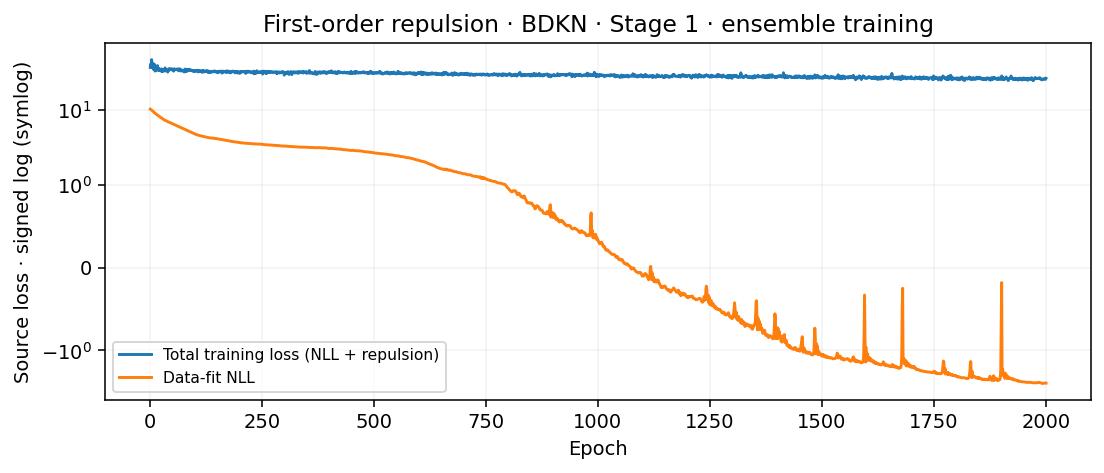 First-order repulsion · BDKN · Stage 1 · ensemble training
Source loss · signed log (symlog)
10¹
10⁰
0
−10⁰
Total training loss (NLL + repulsion)
Data-fit NLL
0 250 500 750 1000 1250 1500 1750 2000
Epoch